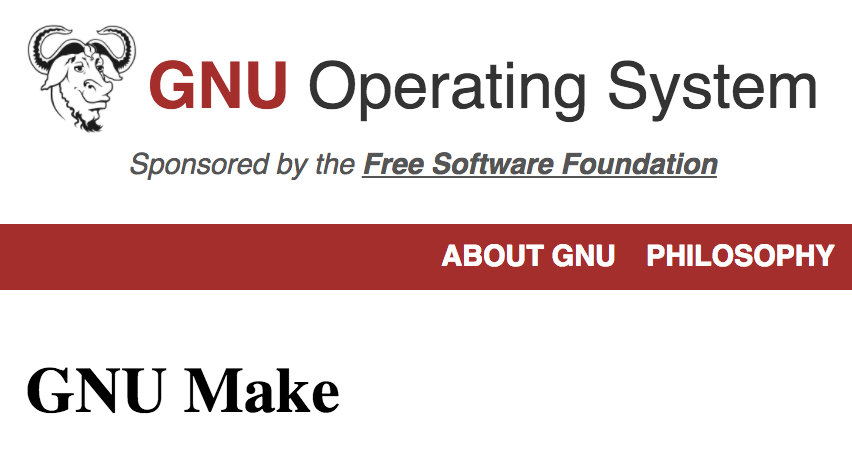 GNU Operating System
Sponsored by the Free Software Foundation
ABOUT GNU PHILOSOPHY
GNU Make